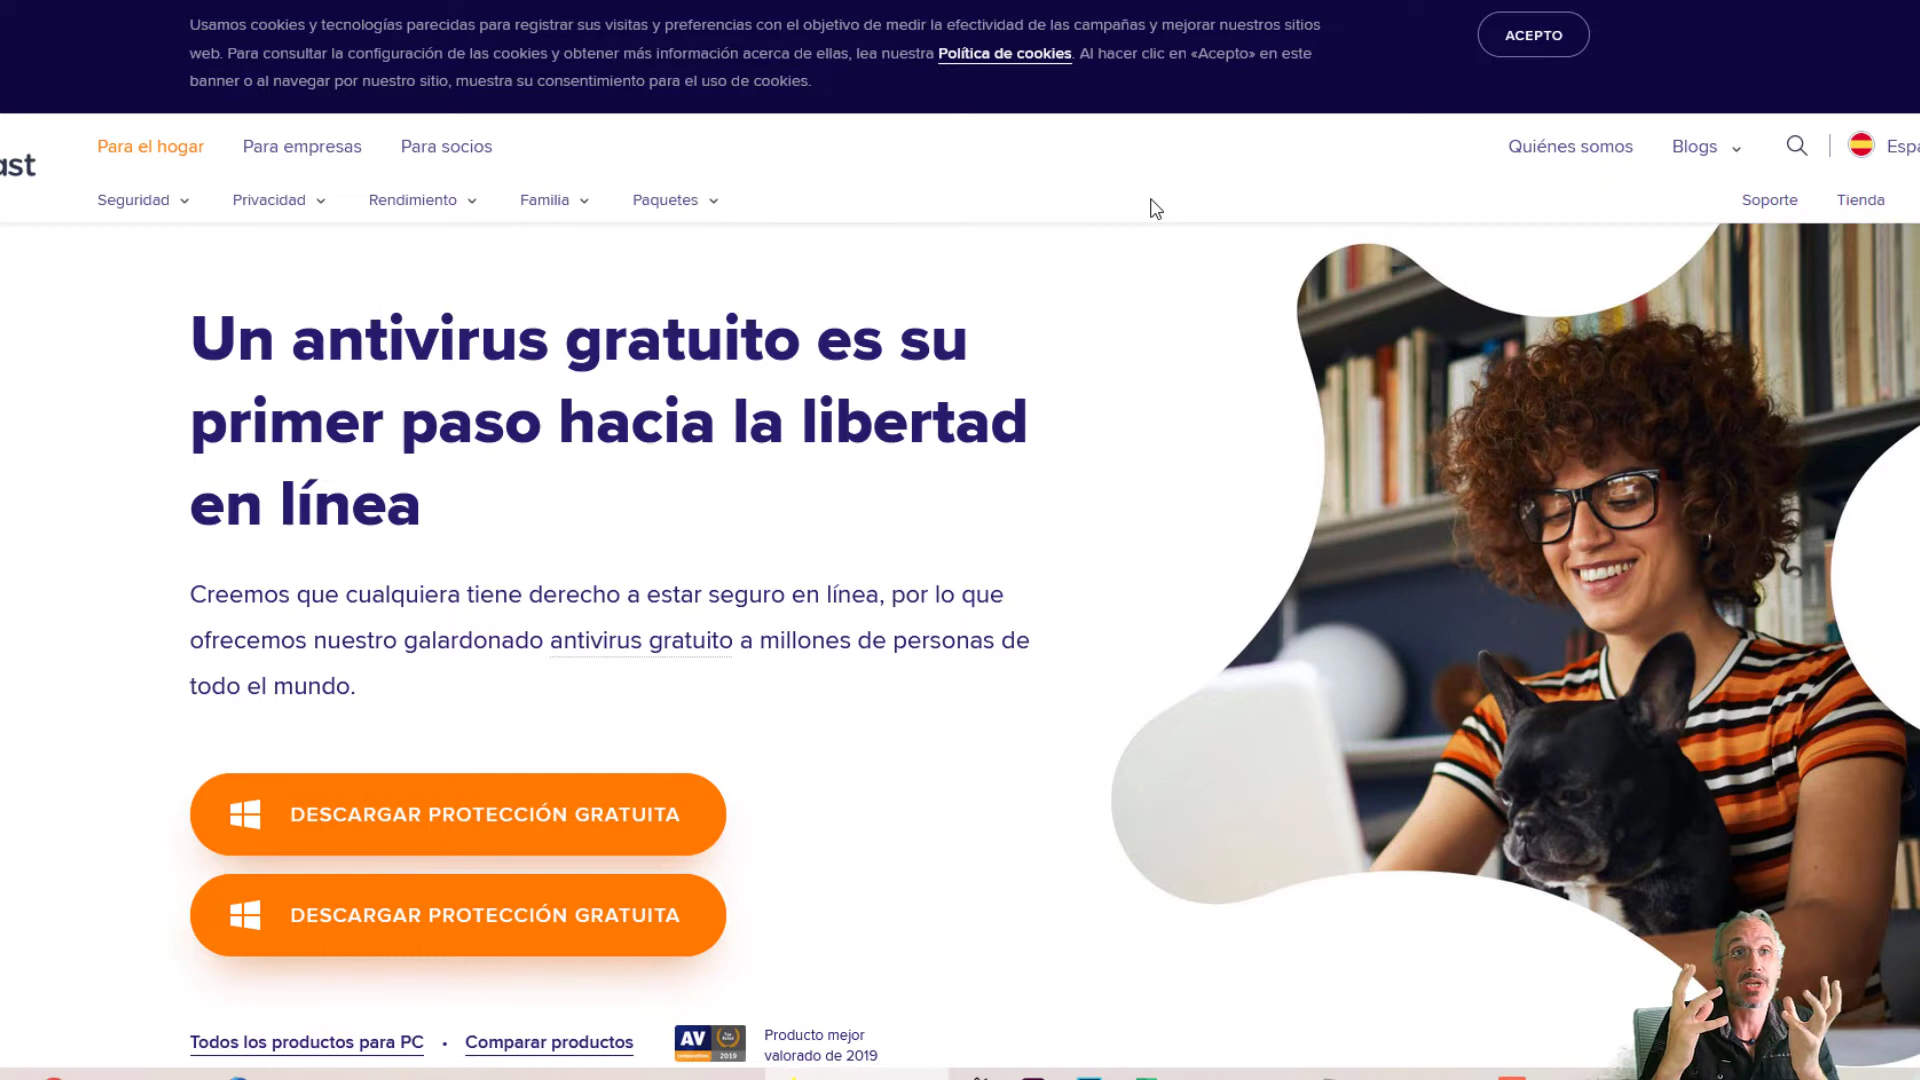 Usamos cookies y tecnologías parecidas para registrar sus visitas y preferencias con el objetivo de medir la efectividad de las campañas y mejorar nuestros sitios
web. Para consultar la configuración de las cookies y obtener más información acerca de ellas, lea nuestra Política de cookies. Al hacer clic en «Acepto» en este
banner o al navegar por nuestro sitio, muestra su consentimiento para el uso de cookies.
ACEPTO
ast
Para el hogar
Para empresas
Para socios
Quiénes somos
Blogs
Espa
Seguridad
Privacidad
Rendimiento
Familia
Paquetes
Soporte
Tienda
Un antivirus gratuito es su
primer paso hacia la libertad
en línea
Creemos que cualquiera tiene derecho a estar seguro en línea, por lo que
ofrecemos nuestro galardonado antivirus gratuito a millones de personas de
todo el mundo.
DESCARGAR PROTECCIÓN GRATUITA
DESCARGAR PROTECCIÓN GRATUITA
Todos los productos para PC • Comparar productos
AV
comparatives
2019
Producto mejor
valorado de 2019